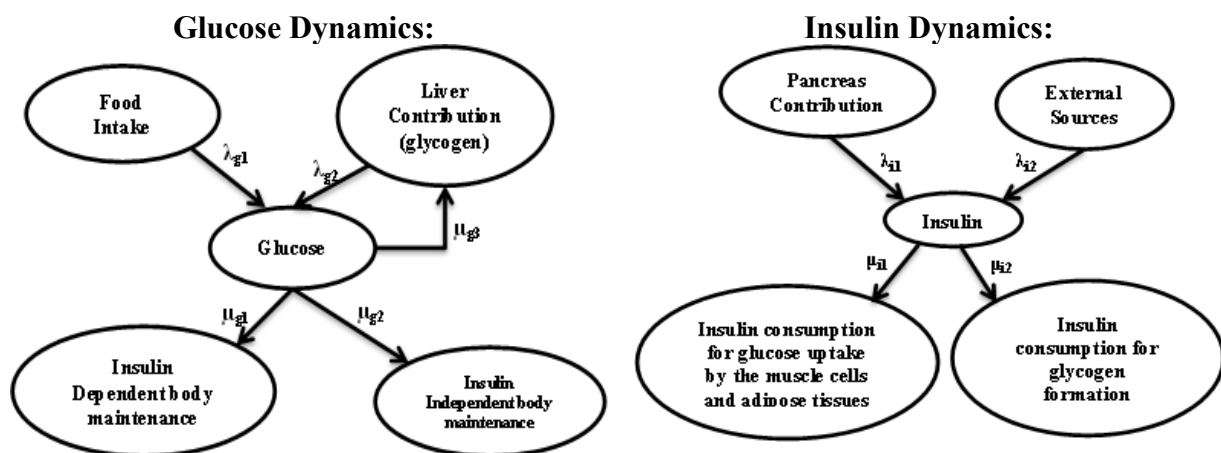 Glucose Dynamics:
Food
Intake
Liver
Contribution
(glycogen)
λg1
λg2
Glucose
μg3
μg1
μg2
Insulin
Dependent body
maintenance
Insulin
Independent body
maintenance
Insulin Dynamics:
Pancreas
Contribution
External
Sources
λi1
λi2
Insulin
μi1
μi2
Insulin consumption
for glucose uptake
by the muscle cells
and adipose tissues
Insulin
consumption for
glycogen
formation